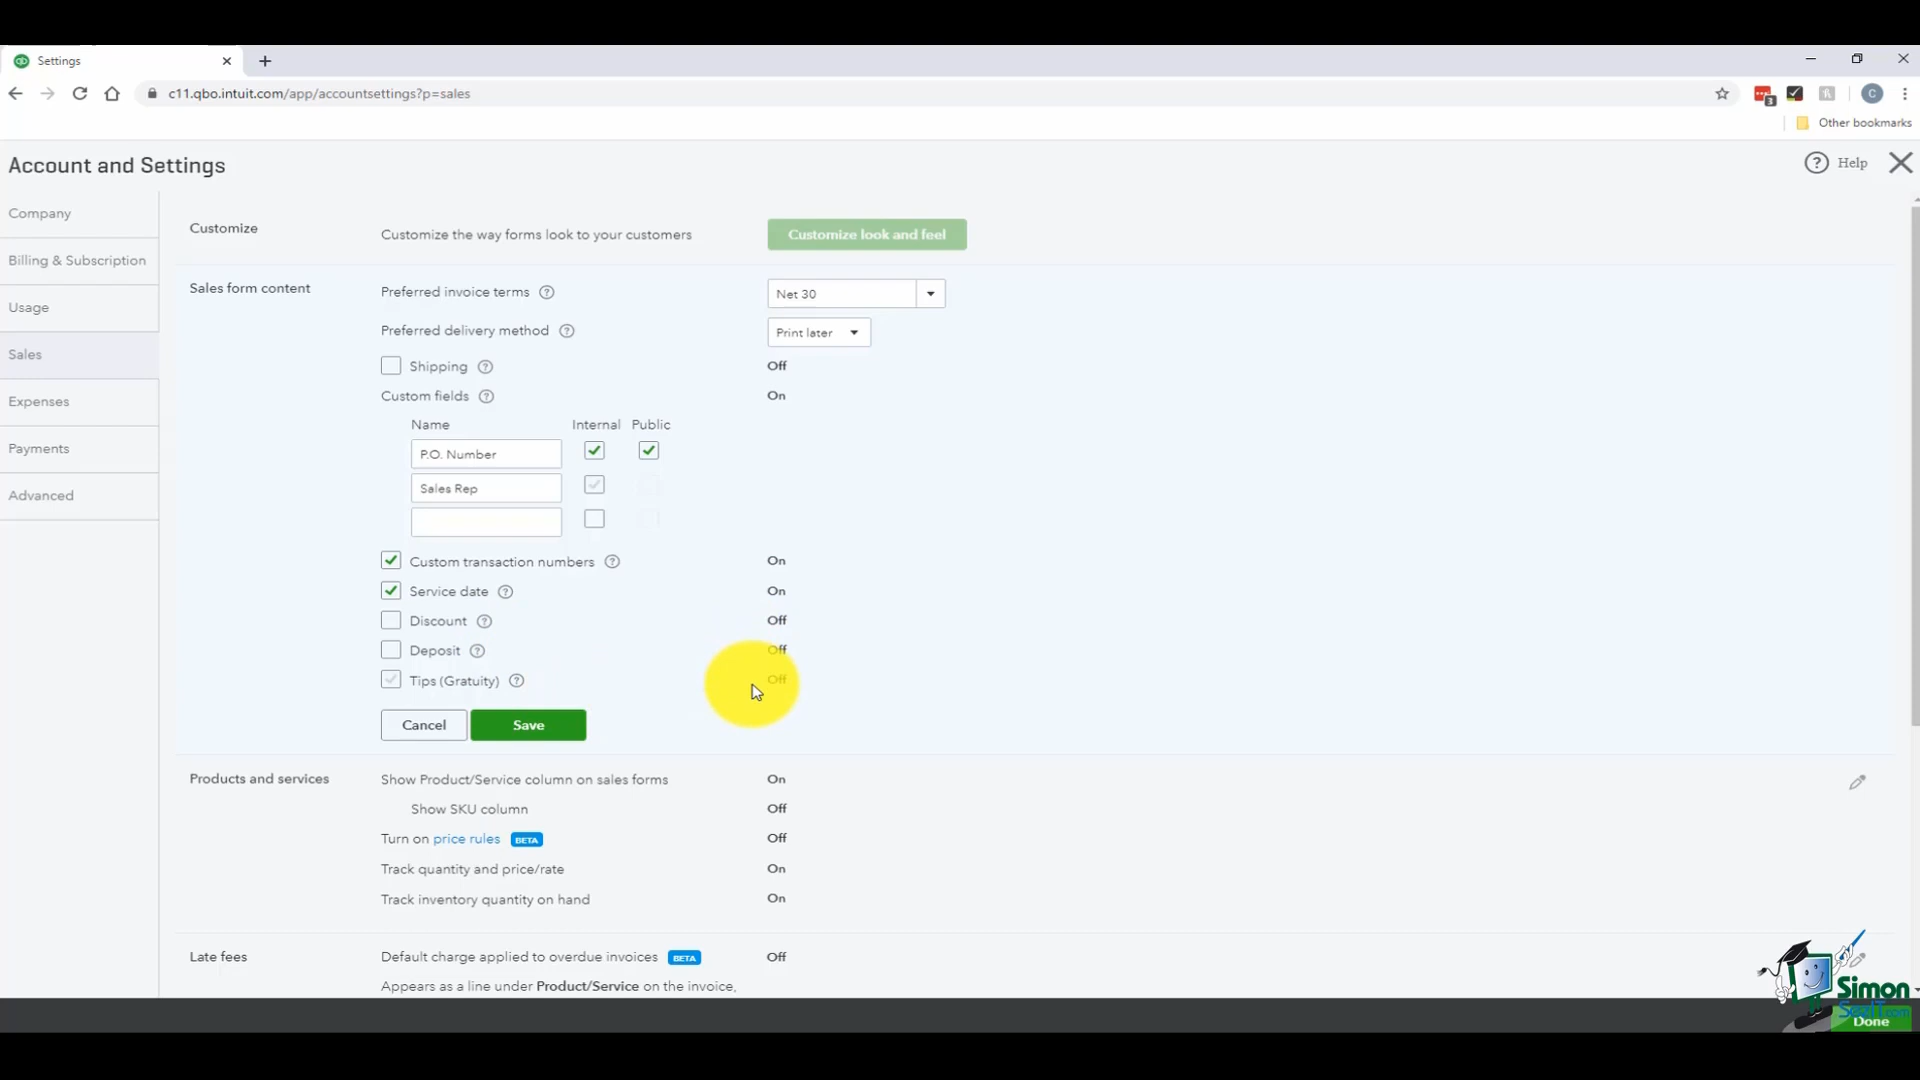 Settings
c11.qbo.intuit.com/app/accountsettings?p=sales
3
C
Other bookmarks
Account and Settings
? Help
Company
Billing & Subscription
Usage
Sales
Expenses
Payments
Advanced
Customize
Customize the way forms look to your customers
Customize look and feel
Sales form content
Preferred invoice terms ?
Net 30
Preferred delivery method ?
Print later
Shipping ? Off
Custom fields ? On
Name Internal Public
P.O. Number
Sales Rep
Custom transaction numbers ? On
Service date ? On
Discount ? Off
Deposit ? Off
Tips (Gratuity) ? Off
Cancel Save
Products and services
Show Product/Service column on sales forms On
Show SKU column Off
Turn on price rules BETA Off
Track quantity and price/rate On
Track inventory quantity on hand On
Late fees
Default charge applied to overdue invoices BETA Off
Appears as a line under Product/Service on the invoice,
Simon
SezIT.com
Done